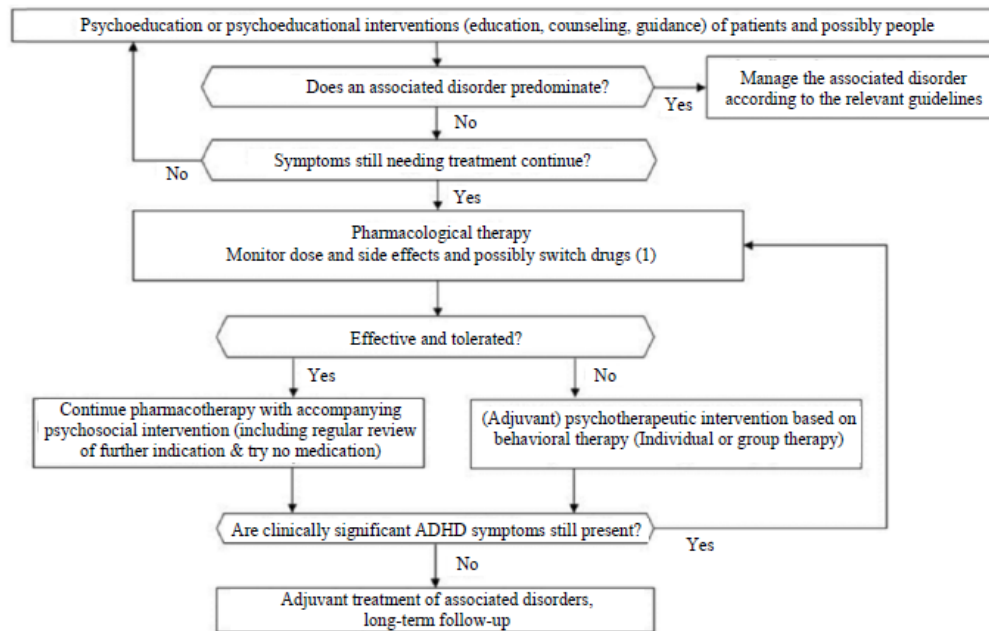 Psychoeducation or psychoeducational interventions (education, counseling, guidance) of patients and possibly people
Does an associated disorder predominate?
Yes
Manage the associated disorder
according to the relevant guidelines
No
Symptoms still needing treatment continue?
No
Yes
Pharmacological therapy
Monitor dose and side effects and possibly switch drugs (1)
Effective and tolerated?
Yes
No
Continue pharmacotherapy with accompanying
psychosocial intervention (including regular review
of further indication & try no medication)
(Adjuvant) psychotherapeutic intervention based on
behavioral therapy (Individual or group therapy)
Are clinically significant ADHD symptoms still present?
Yes
No
Adjuvant treatment of associated disorders,
long-term follow-up